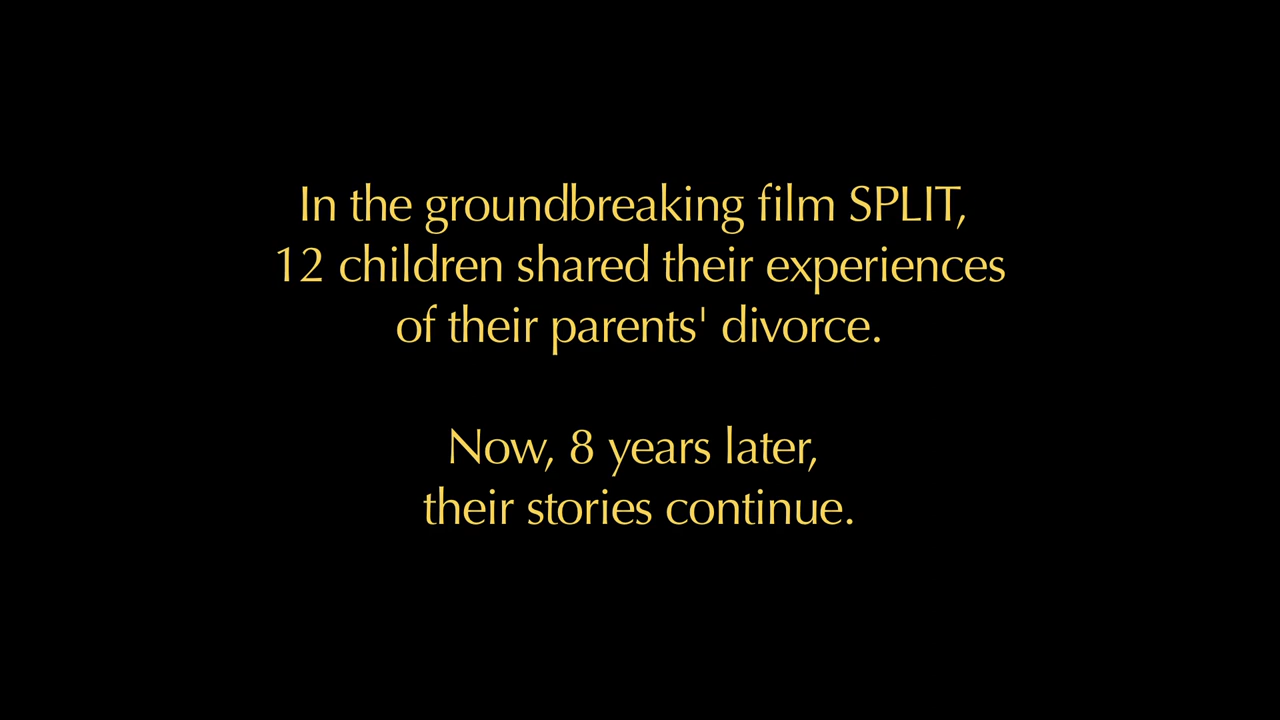 In the groundbreaking film SPLIT,
12 children shared their experiences
of their parents' divorce.
Now, 8 years later,
their stories continue.